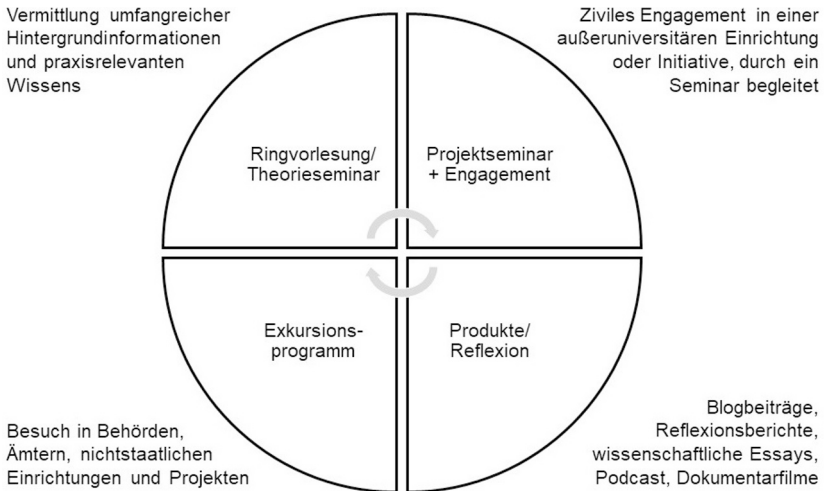 Vermittlung umfangreicher
Hintergrundinformationen
und praxisrelevanten
Wissens
Ziviles Engagement in einer
außeruniversitären Einrichtung
oder Initiative, durch ein
Seminar begleitet
Ringvorlesung/
Theorieseminar
Projektseminar
+ Engagement
Exkursions-
programm
Produkte/
Reflexion
Besuch in Behörden,
Ämtern, nichtstaatlichen
Einrichtungen und Projekten
Blogbeiträge,
Reflexionsberichte,
wissenschaftliche Essays,
Podcast, Dokumentarfilme